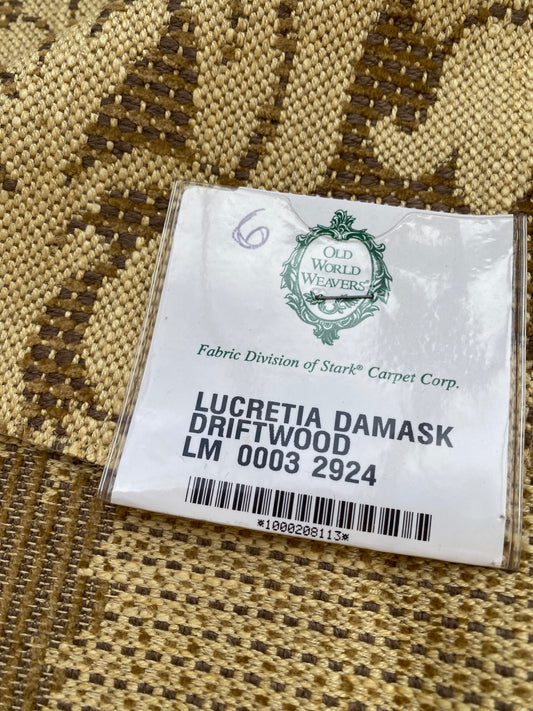 6
OLD
WORLD
WEAVERS®
Fabric Division of Stark® Carpet Corp.
LUCRETIA DAMASK
DRIFTWOOD
LM 0003 2924
*1000208113*